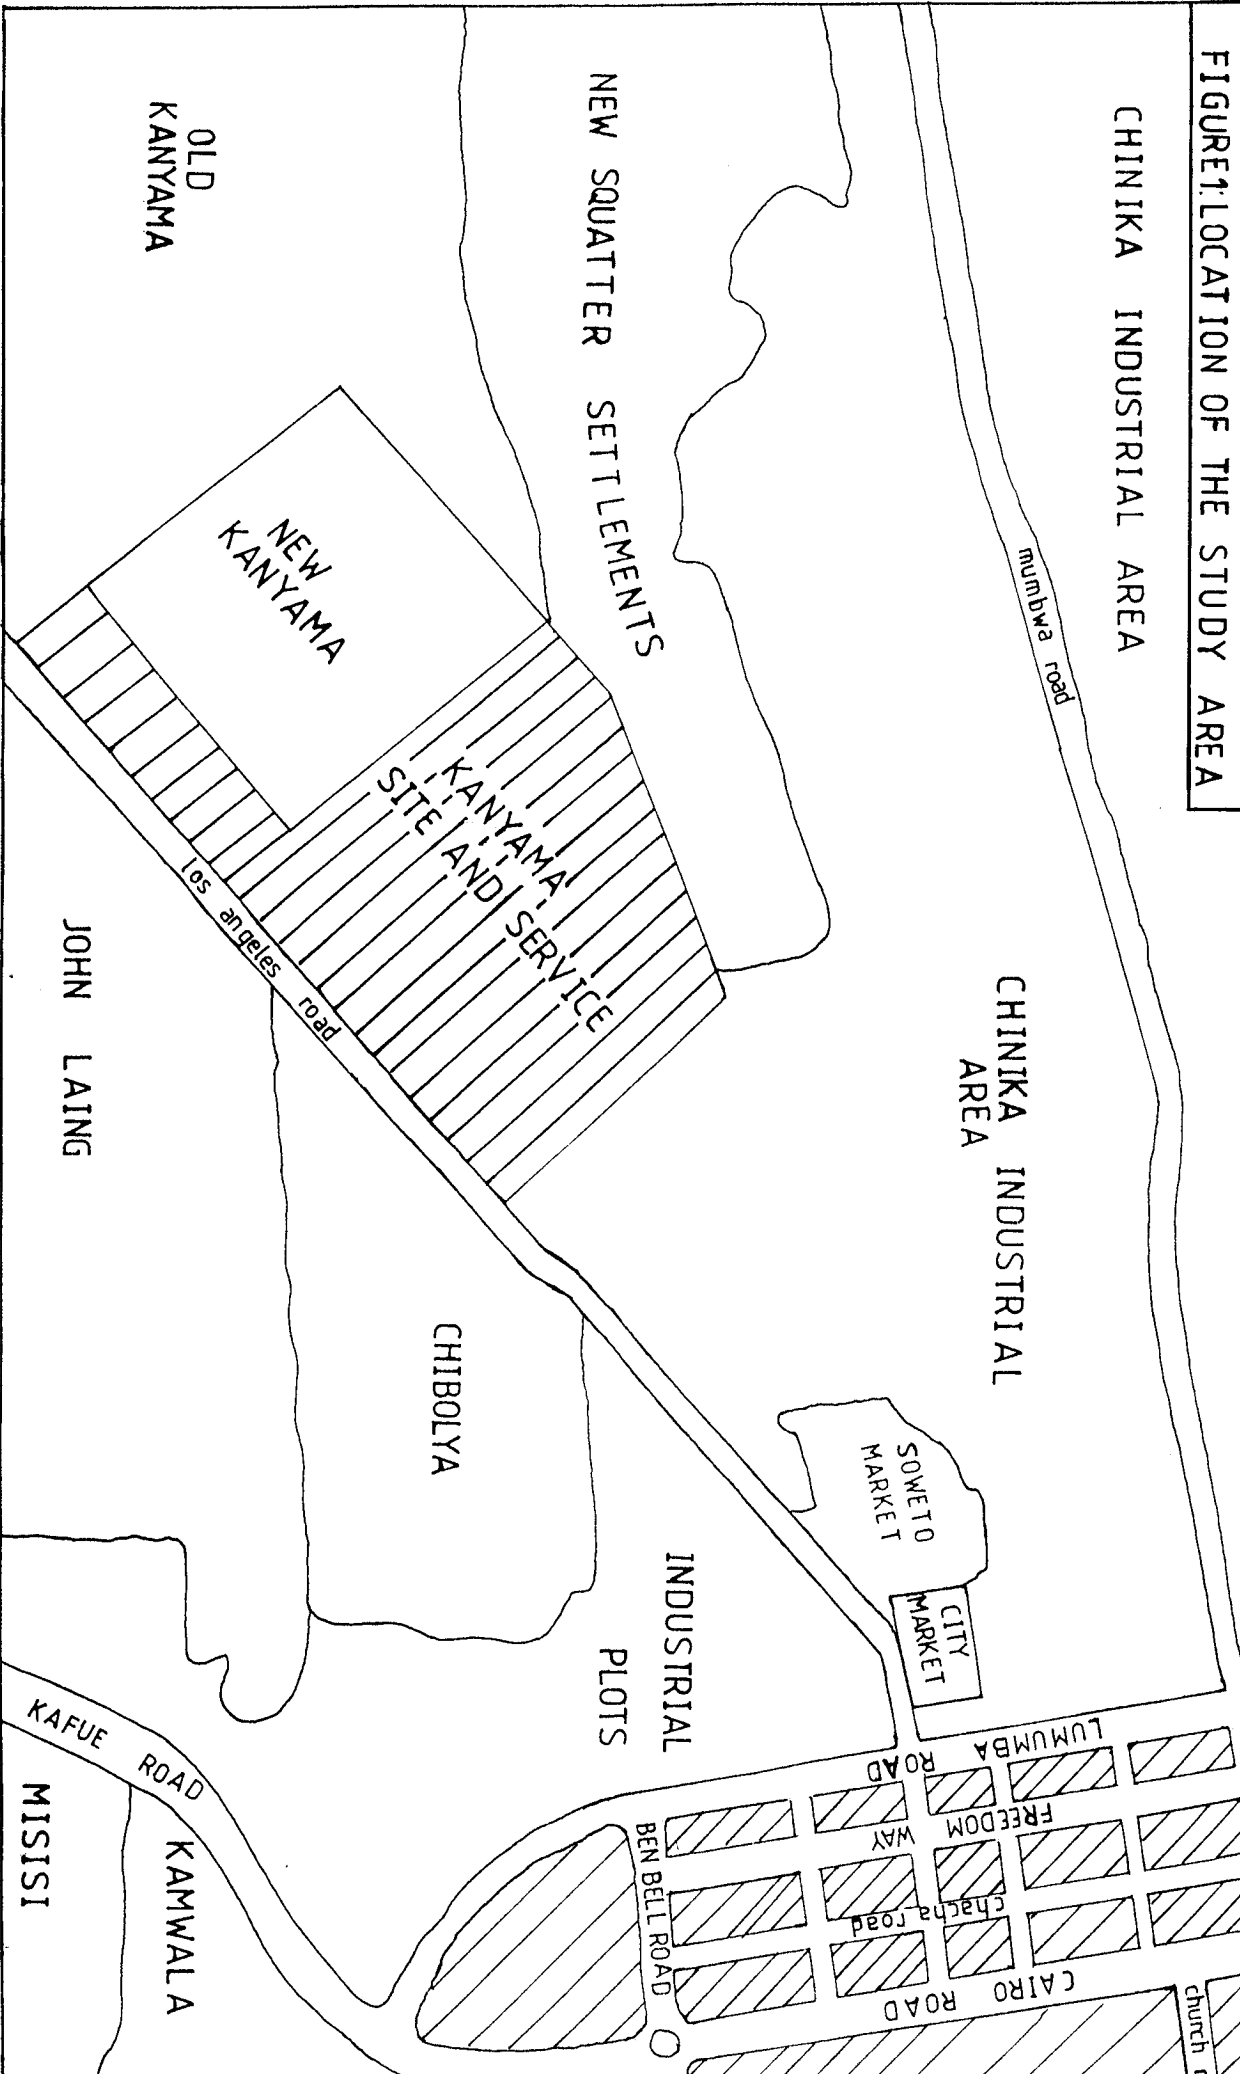 FIGURE1:LOCATION OF THE STUDY AREA
CHINIKA INDUSTRIAL AREA
mumbwa road
CHINIKA INDUSTRIAL
AREA
NEW SQUATTER SETTLEMENTS
OLD
KANYAMA
NEW
KANYAMA
KANYAMA
SITE AND SERVICE
los angeles road
JOHN LAING
CHIBOLYA
SOWETO
MARKET
CITY
MARKET
INDUSTRIAL
PLOTS
LUMUMBA
ROAD
FREEDOM
WAY
chacha road
CAIRO
ROAD
church
BEN BELL ROAD
KAFUE ROAD
KAMWALA
MISISI